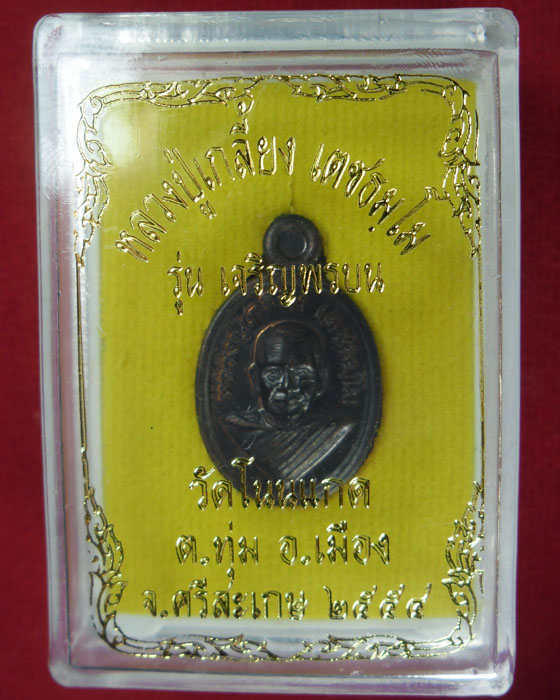 หลวงปู่เกลี้ยง เตชธมฺโม
รุ่น เจริญพรบน
วัดโนนแกด
ต.ทุ่ม อ.เมือง
จ.ศรีสะเกษ ๒๕๕๔